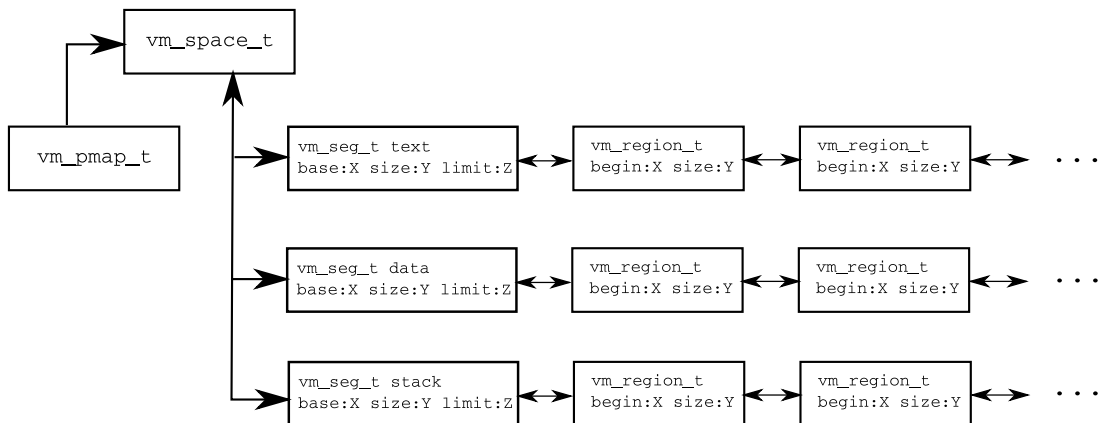 vm_space_t
vm_pmap_t
vm_seg_t text
base:X size:Y limit:Z
vm_region_t
begin:X size:Y
vm_region_t
begin:X size:Y
...
vm_seg_t data
base:X size:Y limit:Z
vm_region_t
begin:X size:Y
vm_region_t
begin:X size:Y
...
vm_seg_t stack
base:X size:Y limit:Z
vm_region_t
begin:X size:Y
vm_region_t
begin:X size:Y
...